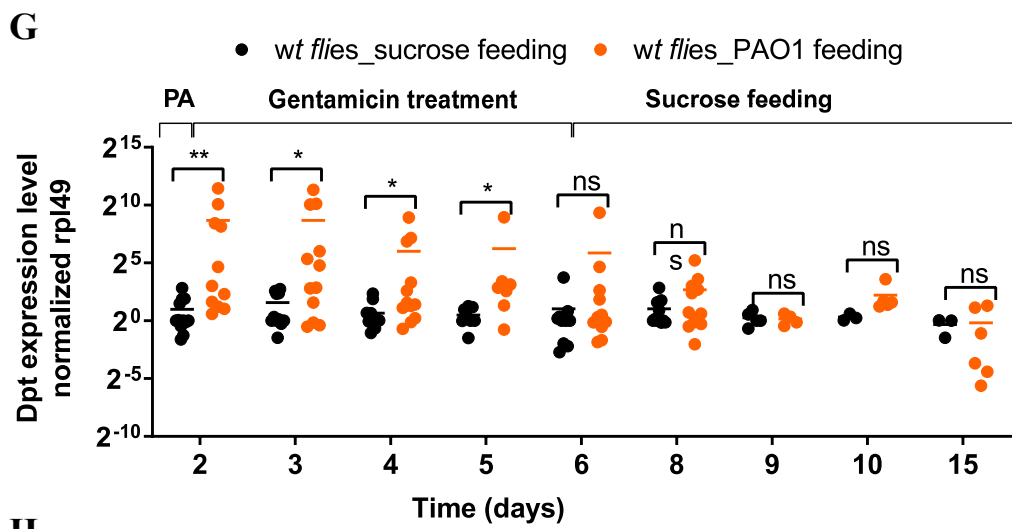 G
wt flies_sucrose feeding wt flies_PAO1 feeding
PA Gentamicin treatment Sucrose feeding
Dpt expression level
normalized rpl49
2^15
2^10
2^5
2^0
2^-5
2^-10
** * * * ns n
s ns ns ns
2 3 4 5 6 8 9 10 15
Time (days)